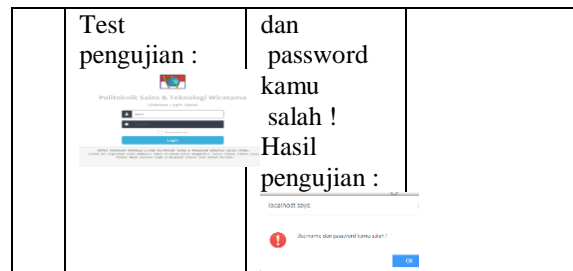 Test
pengujian :
Politeknik Sains & Teknologi Wiratama
Login
dan
password
kamu
salah !
Hasil
pengujian :
localhost says:
Username dan password kamu salah !
OK